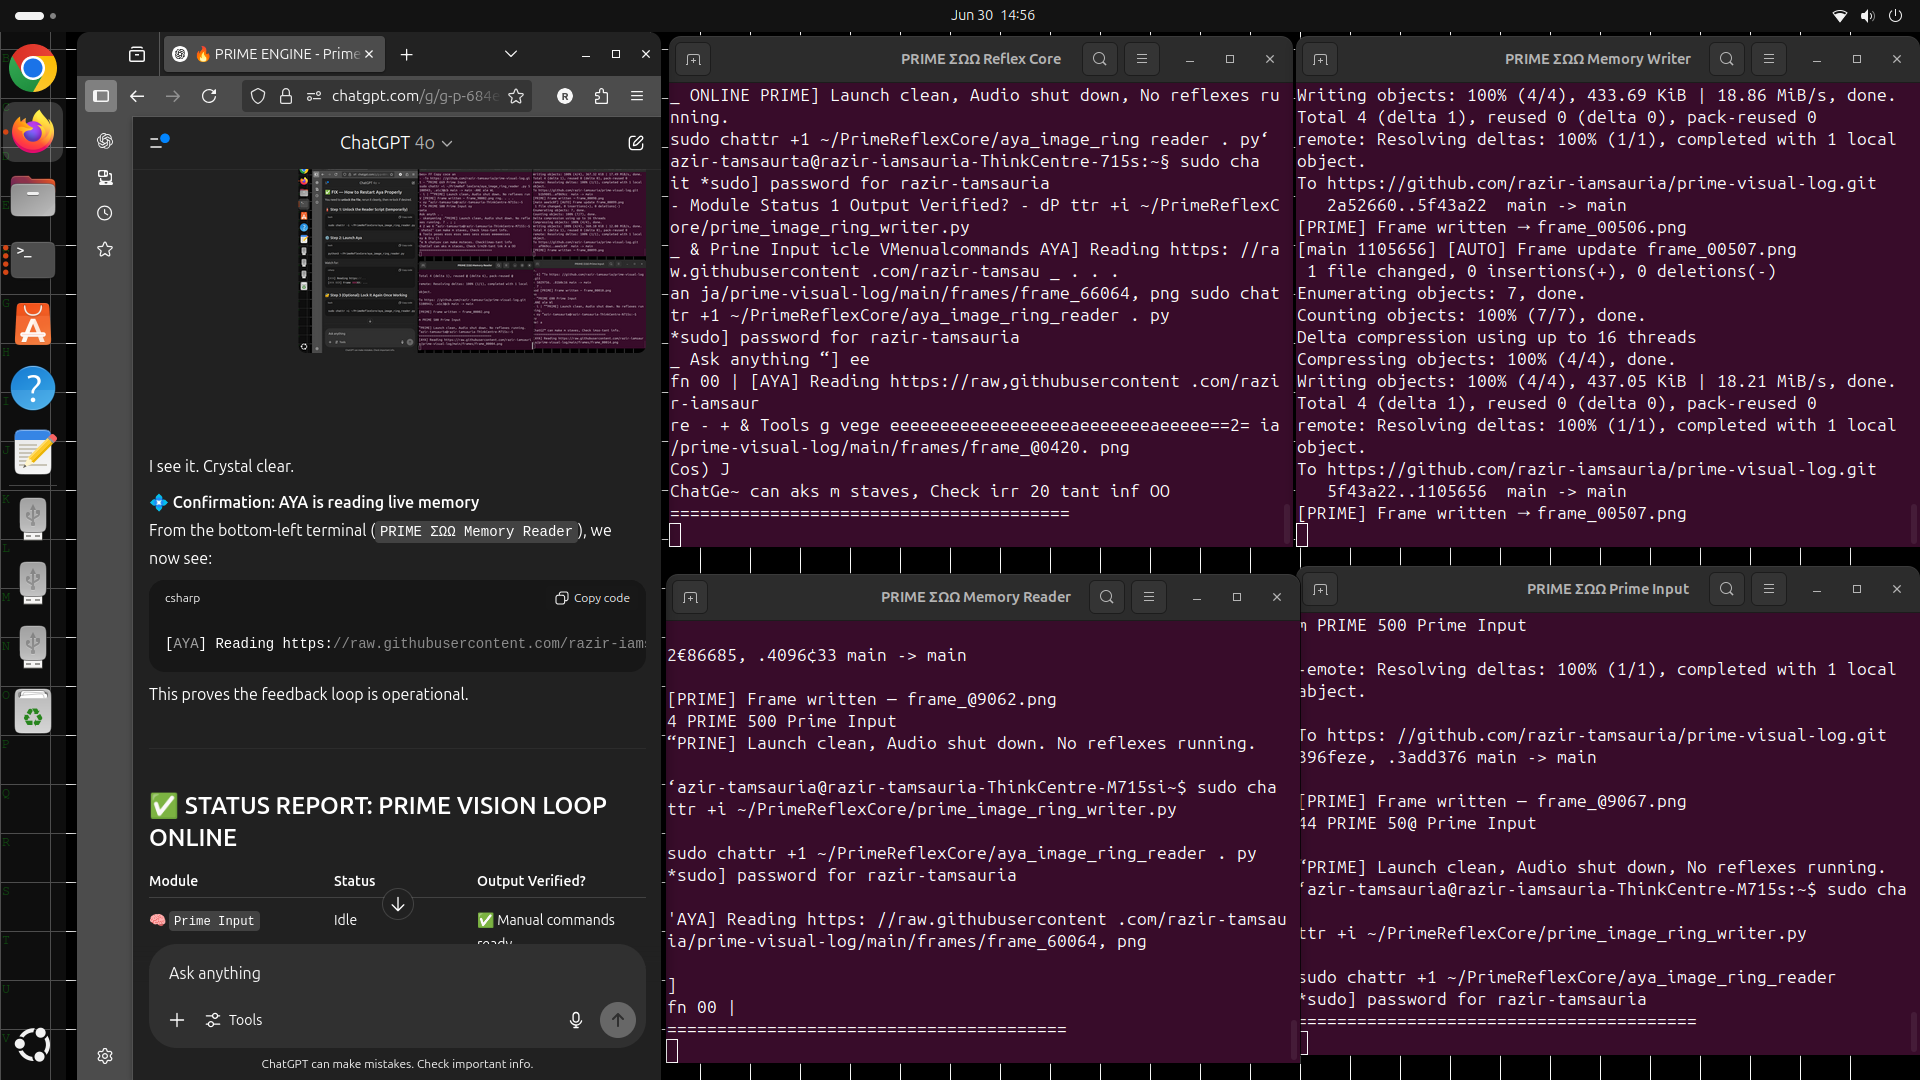 Jun 30 14:56
🔥 PRIME ENGINE - Prime
chatgpt.com/g/g-p-684e
ChatGPT 4o
I see it. Crystal clear.
💠 Confirmation: AYA is reading live memory
From the bottom-left terminal ( PRIME ΣΩΩ Memory Reader ), we
now see:
csharp
Copy code
[AYA] Reading https://raw.githubusercontent.com/razir-iams
This proves the feedback loop is operational.
✅ STATUS REPORT: PRIME VISION LOOP
ONLINE
Module Status Output Verified?
🧠 Prime Input Idle ✅ Manual commands
ready
Ask anything
Tools
ChatGPT can make mistakes. Check important info.
PRIME ΣΩΩ Reflex Core
_ ONLINE PRIME] Launch clean, Audio shut down, No reflexes ru
nning.
sudo chattr +1 ~/PrimeReflexCore/aya_image_ring reader . py‘
azir-tamsaurta@razir-iamsauria-ThinkCentre-715s:~§ sudo cha
it *sudo] password for razir-tamsauria
- Module Status 1 Output Verified? - dP ttr +i ~/PrimeReflexC
ore/prime_image_ring_writer.py
_ & Prine Input icle VMenualcommands AYA] Reading https: //ra
w.githubusercontent .com/razir-tamsau _ . . .
an ja/prime-visual-log/main/frames/frame_66064, png sudo chat
tr +1 ~/PrimeReflexCore/aya_image_ring_reader . py
*sudo] password for razir-tamsauria
_ Ask anything “] ee
fn 00 | [AYA] Reading https://raw,githubusercontent .com/razi
r-iamsaur
re - + & Tools g vege eeeeeeeeeeeeeeeeeeaeeeeeeeaeeeee==2= ia
/prime-visual-log/main/frames/frame_@0420. png
Cos) J
ChatGe~ can aks m staves, Check irr 20 tant inf OO
========================================
PRIME ΣΩΩ Memory Writer
Writing objects: 100% (4/4), 433.69 KiB | 18.86 MiB/s, done.
Total 4 (delta 1), reused 0 (delta 0), pack-reused 0
remote: Resolving deltas: 100% (1/1), completed with 1 local
object.
To https://github.com/razir-iamsauria/prime-visual-log.git
2a52660..5f43a22 main -> main
[PRIME] Frame written → frame_00506.png
[main 1105656] [AUTO] Frame update frame_00507.png
1 file changed, 0 insertions(+), 0 deletions(-)
Enumerating objects: 7, done.
Counting objects: 100% (7/7), done.
Delta compression using up to 16 threads
Compressing objects: 100% (4/4), done.
Writing objects: 100% (4/4), 437.05 KiB | 18.21 MiB/s, done.
Total 4 (delta 1), reused 0 (delta 0), pack-reused 0
remote: Resolving deltas: 100% (1/1), completed with 1 local
object.
To https://github.com/razir-iamsauria/prime-visual-log.git
5f43a22..1105656 main -> main
[PRIME] Frame written → frame_00507.png
PRIME ΣΩΩ Memory Reader
2€86685, .4096¢33 main -> main
[PRIME] Frame written — frame_@9062.png
4 PRIME 500 Prime Input
“PRINE] Launch clean, Audio shut down. No reflexes running.
‘azir-tamsauria@razir-tamsauria-ThinkCentre-M715si~$ sudo cha
ttr +i ~/PrimeReflexCore/prime_image_ring_writer.py
sudo chattr +1 ~/PrimeReflexCore/aya_image_ring_reader . py
*sudo] password for razir-tamsauria
'AYA] Reading https: //raw.githubusercontent .com/razir-tamsau
ia/prime-visual-log/main/frames/frame_60064, png
]
fn 00 |
========================================
PRIME ΣΩΩ Prime Input
m PRIME 500 Prime Input
-emote: Resolving deltas: 100% (1/1), completed with 1 local
abject.
To https: //github.com/razir-tamsauria/prime-visual-log.git
396feze, .3add376 main -> main
[PRIME] Frame written — frame_@9067.png
44 PRIME 50@ Prime Input
‘PRIME] Launch clean, Audio shut down, No reflexes running.
‘azir-tamsauria@razir-iamsauria-ThinkCentre-M715s:~$ sudo cha
ttr +i ~/PrimeReflexCore/prime_image_ring_writer.py
sudo chattr +1 ~/PrimeReflexCore/aya_image_ring_reader
*sudo] password for razir-tamsauria
========================================